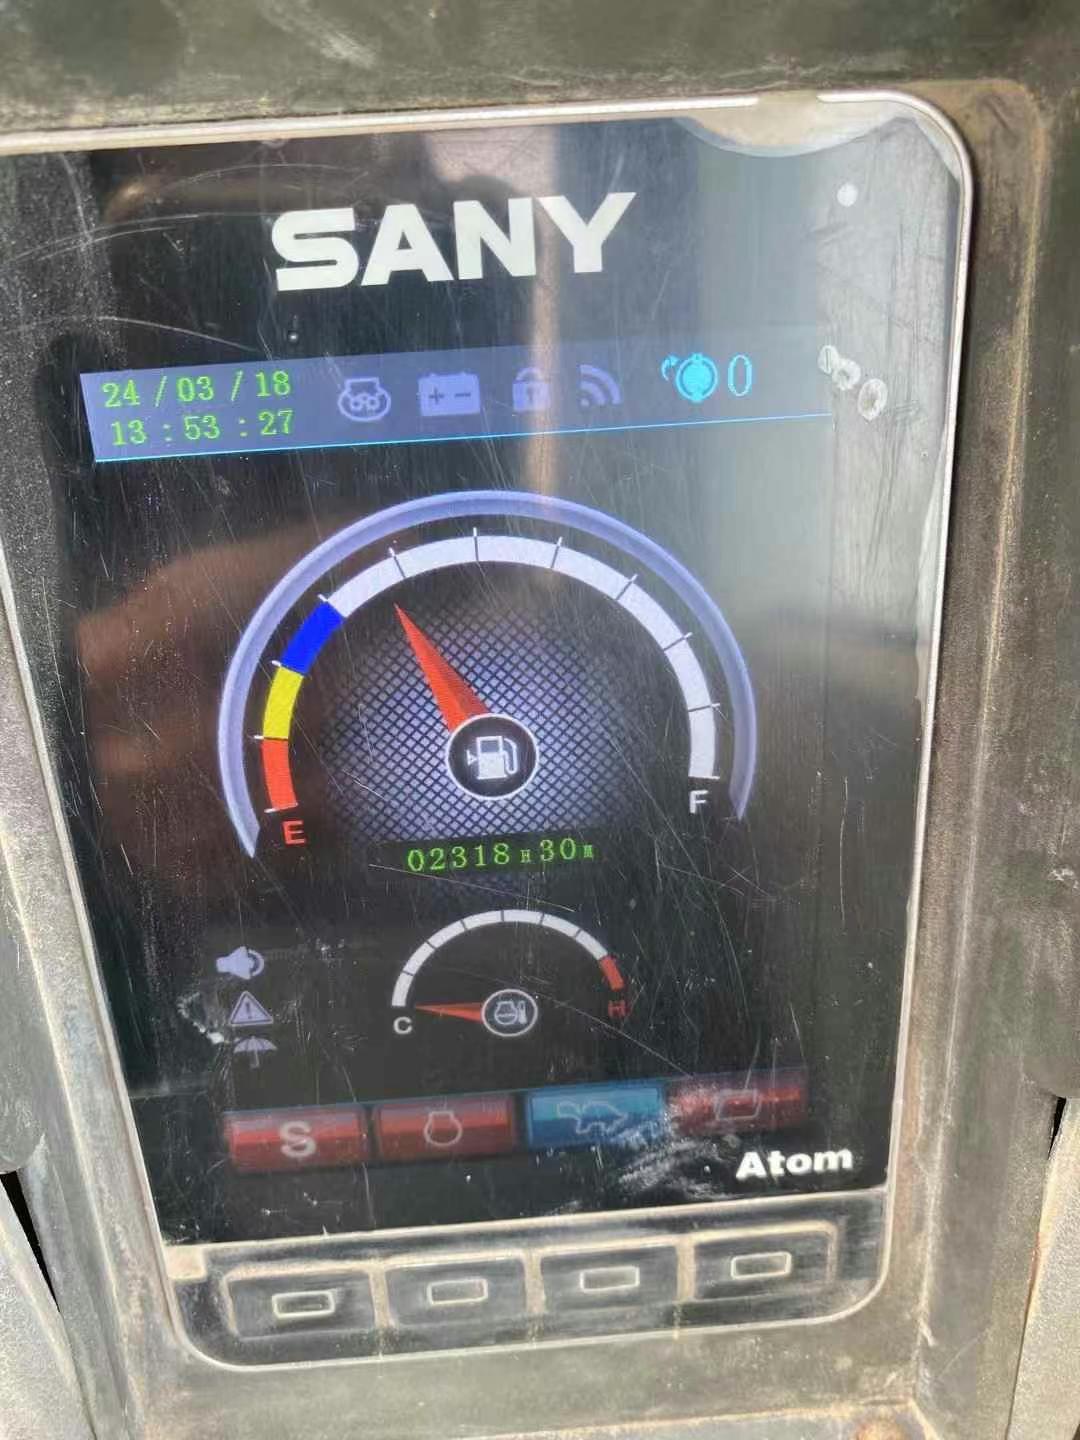 SANY
24 / 03 / 18
13 : 53 : 27
0
E
F
02318 H 30 M
C
H
S
Atom